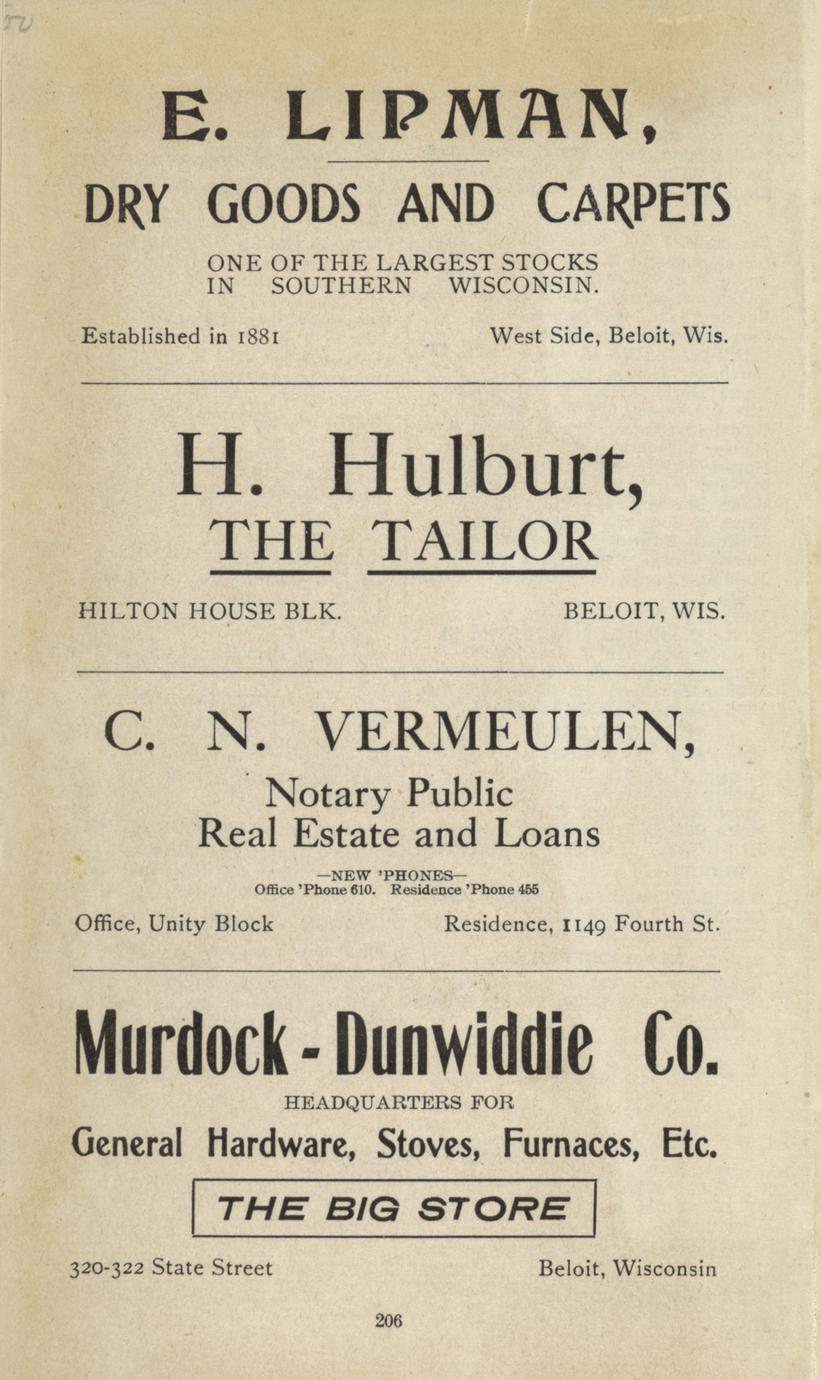 E. LIPMAN,
DRY GOODS AND CARPETS
ONE OF THE LARGEST STOCKS
IN SOUTHERN WISCONSIN.
Established in 1881 West Side, Beloit, Wis.
H. Hulburt,
THE TAILOR
HILTON HOUSE BLK. BELOIT, WIS.
C. N. VERMEULEN,
Notary Public
Real Estate and Loans
—NEW 'PHONES—
Office 'Phone 610. Residence 'Phone 455
Office, Unity Block Residence, 1149 Fourth St.
Murdock - Dunwiddie Co.
HEADQUARTERS FOR
General Hardware, Stoves, Furnaces, Etc.
THE BIG STORE
320-322 State Street Beloit, Wisconsin
206